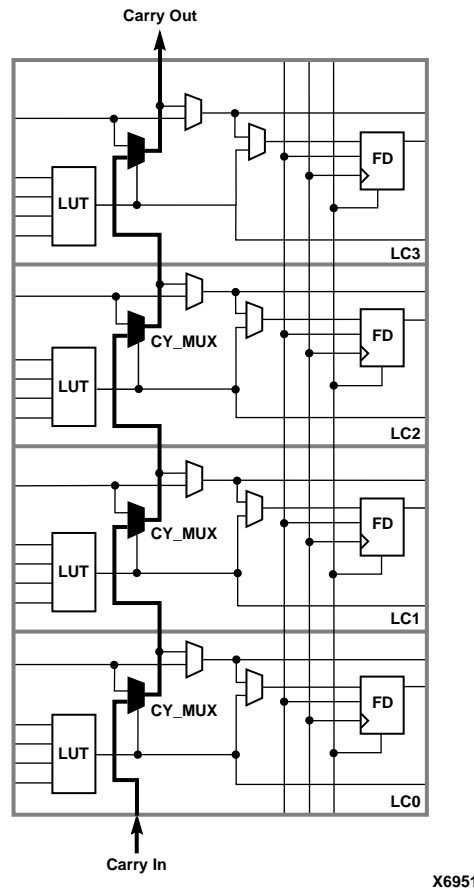 Carry Out
FD
LUT
LC3
FD
CY_MUX
LUT
LC2
FD
CY_MUX
LUT
LC1
FD
CY_MUX
LUT
LC0
Carry In
X6951